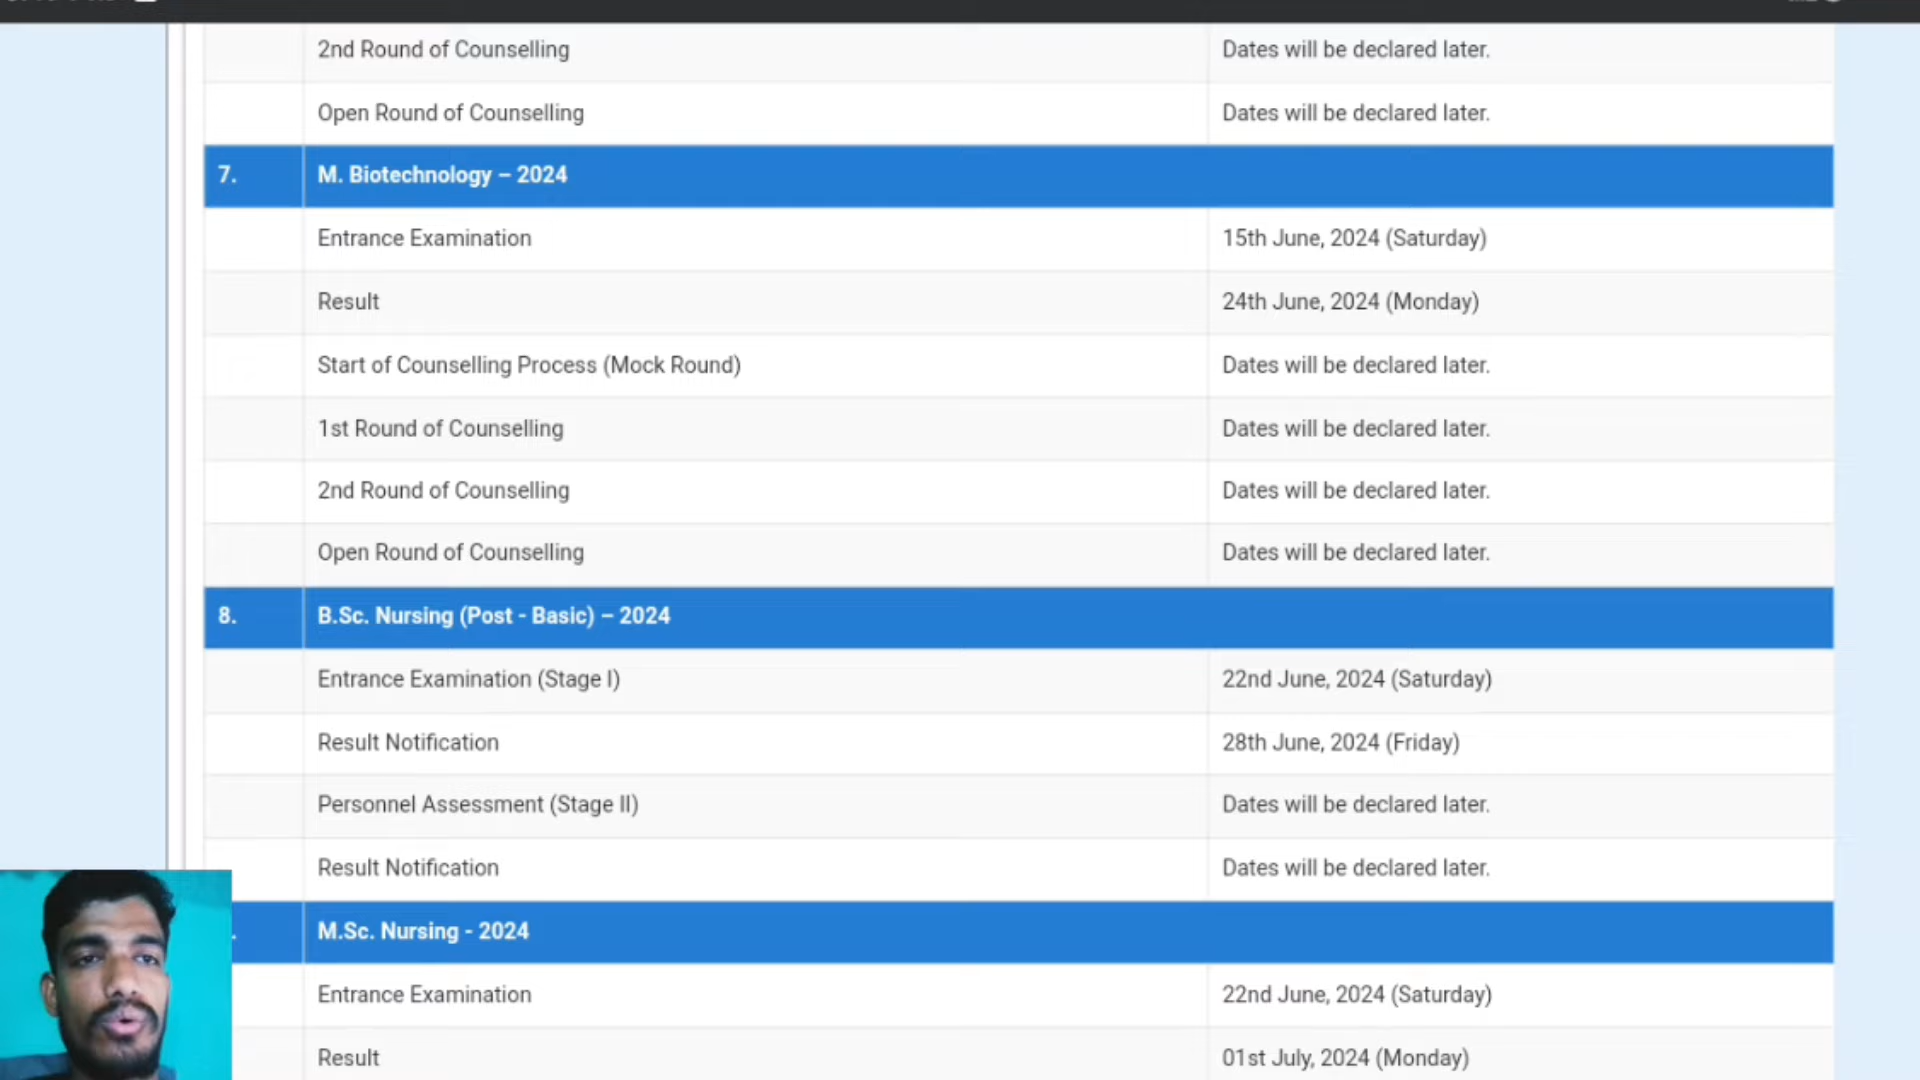 2nd Round of Counselling Dates will be declared later.
Open Round of Counselling Dates will be declared later.
7. M. Biotechnology – 2024
Entrance Examination 15th June, 2024 (Saturday)
Result 24th June, 2024 (Monday)
Start of Counselling Process (Mock Round) Dates will be declared later.
1st Round of Counselling Dates will be declared later.
2nd Round of Counselling Dates will be declared later.
Open Round of Counselling Dates will be declared later.
8. B.Sc. Nursing (Post - Basic) – 2024
Entrance Examination (Stage I) 22nd June, 2024 (Saturday)
Result Notification 28th June, 2024 (Friday)
Personnel Assessment (Stage II) Dates will be declared later.
Result Notification Dates will be declared later.
M.Sc. Nursing - 2024
Entrance Examination 22nd June, 2024 (Saturday)
Result 01st July, 2024 (Monday)